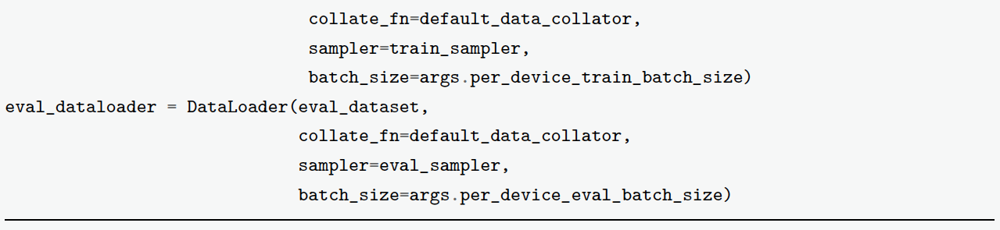 collate_fn=default_data_collator,
sampler=train_sampler,
batch_size=args.per_device_train_batch_size)
eval_dataloader = DataLoader(eval_dataset,
collate_fn=default_data_collator,
sampler=eval_sampler,
batch_size=args.per_device_eval_batch_size)